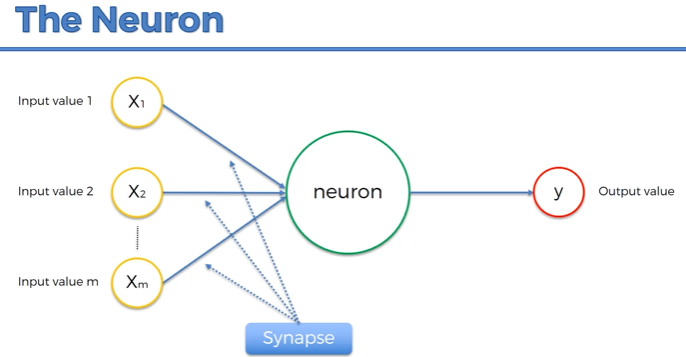 The Neuron
Input value 1
X1
Input value 2
X2
neuron
y
Output value
Input value m
Xm
Synapse